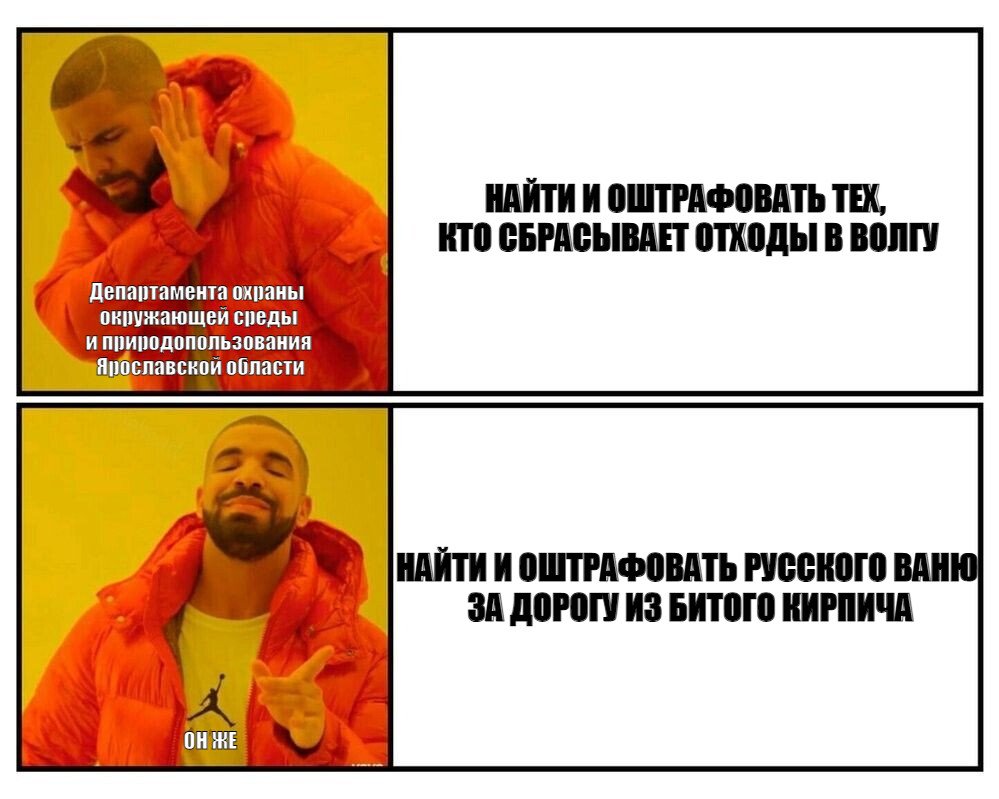 НАЙТИ И ОШТРАФОВАТЬ ТЕХ,
КТО СБРАСЫВАЕТ ОТХОДЫ В ВОЛГУ
Департамента охраны
окружающей среды
и природопользования
Ярославской области
НАЙТИ И ОШТРАФОВАТЬ РУССКОГО ВАНЮ
ЗА ДОРОГУ ИЗ БИТОГО КИРПИЧА
ОН ЖЕ